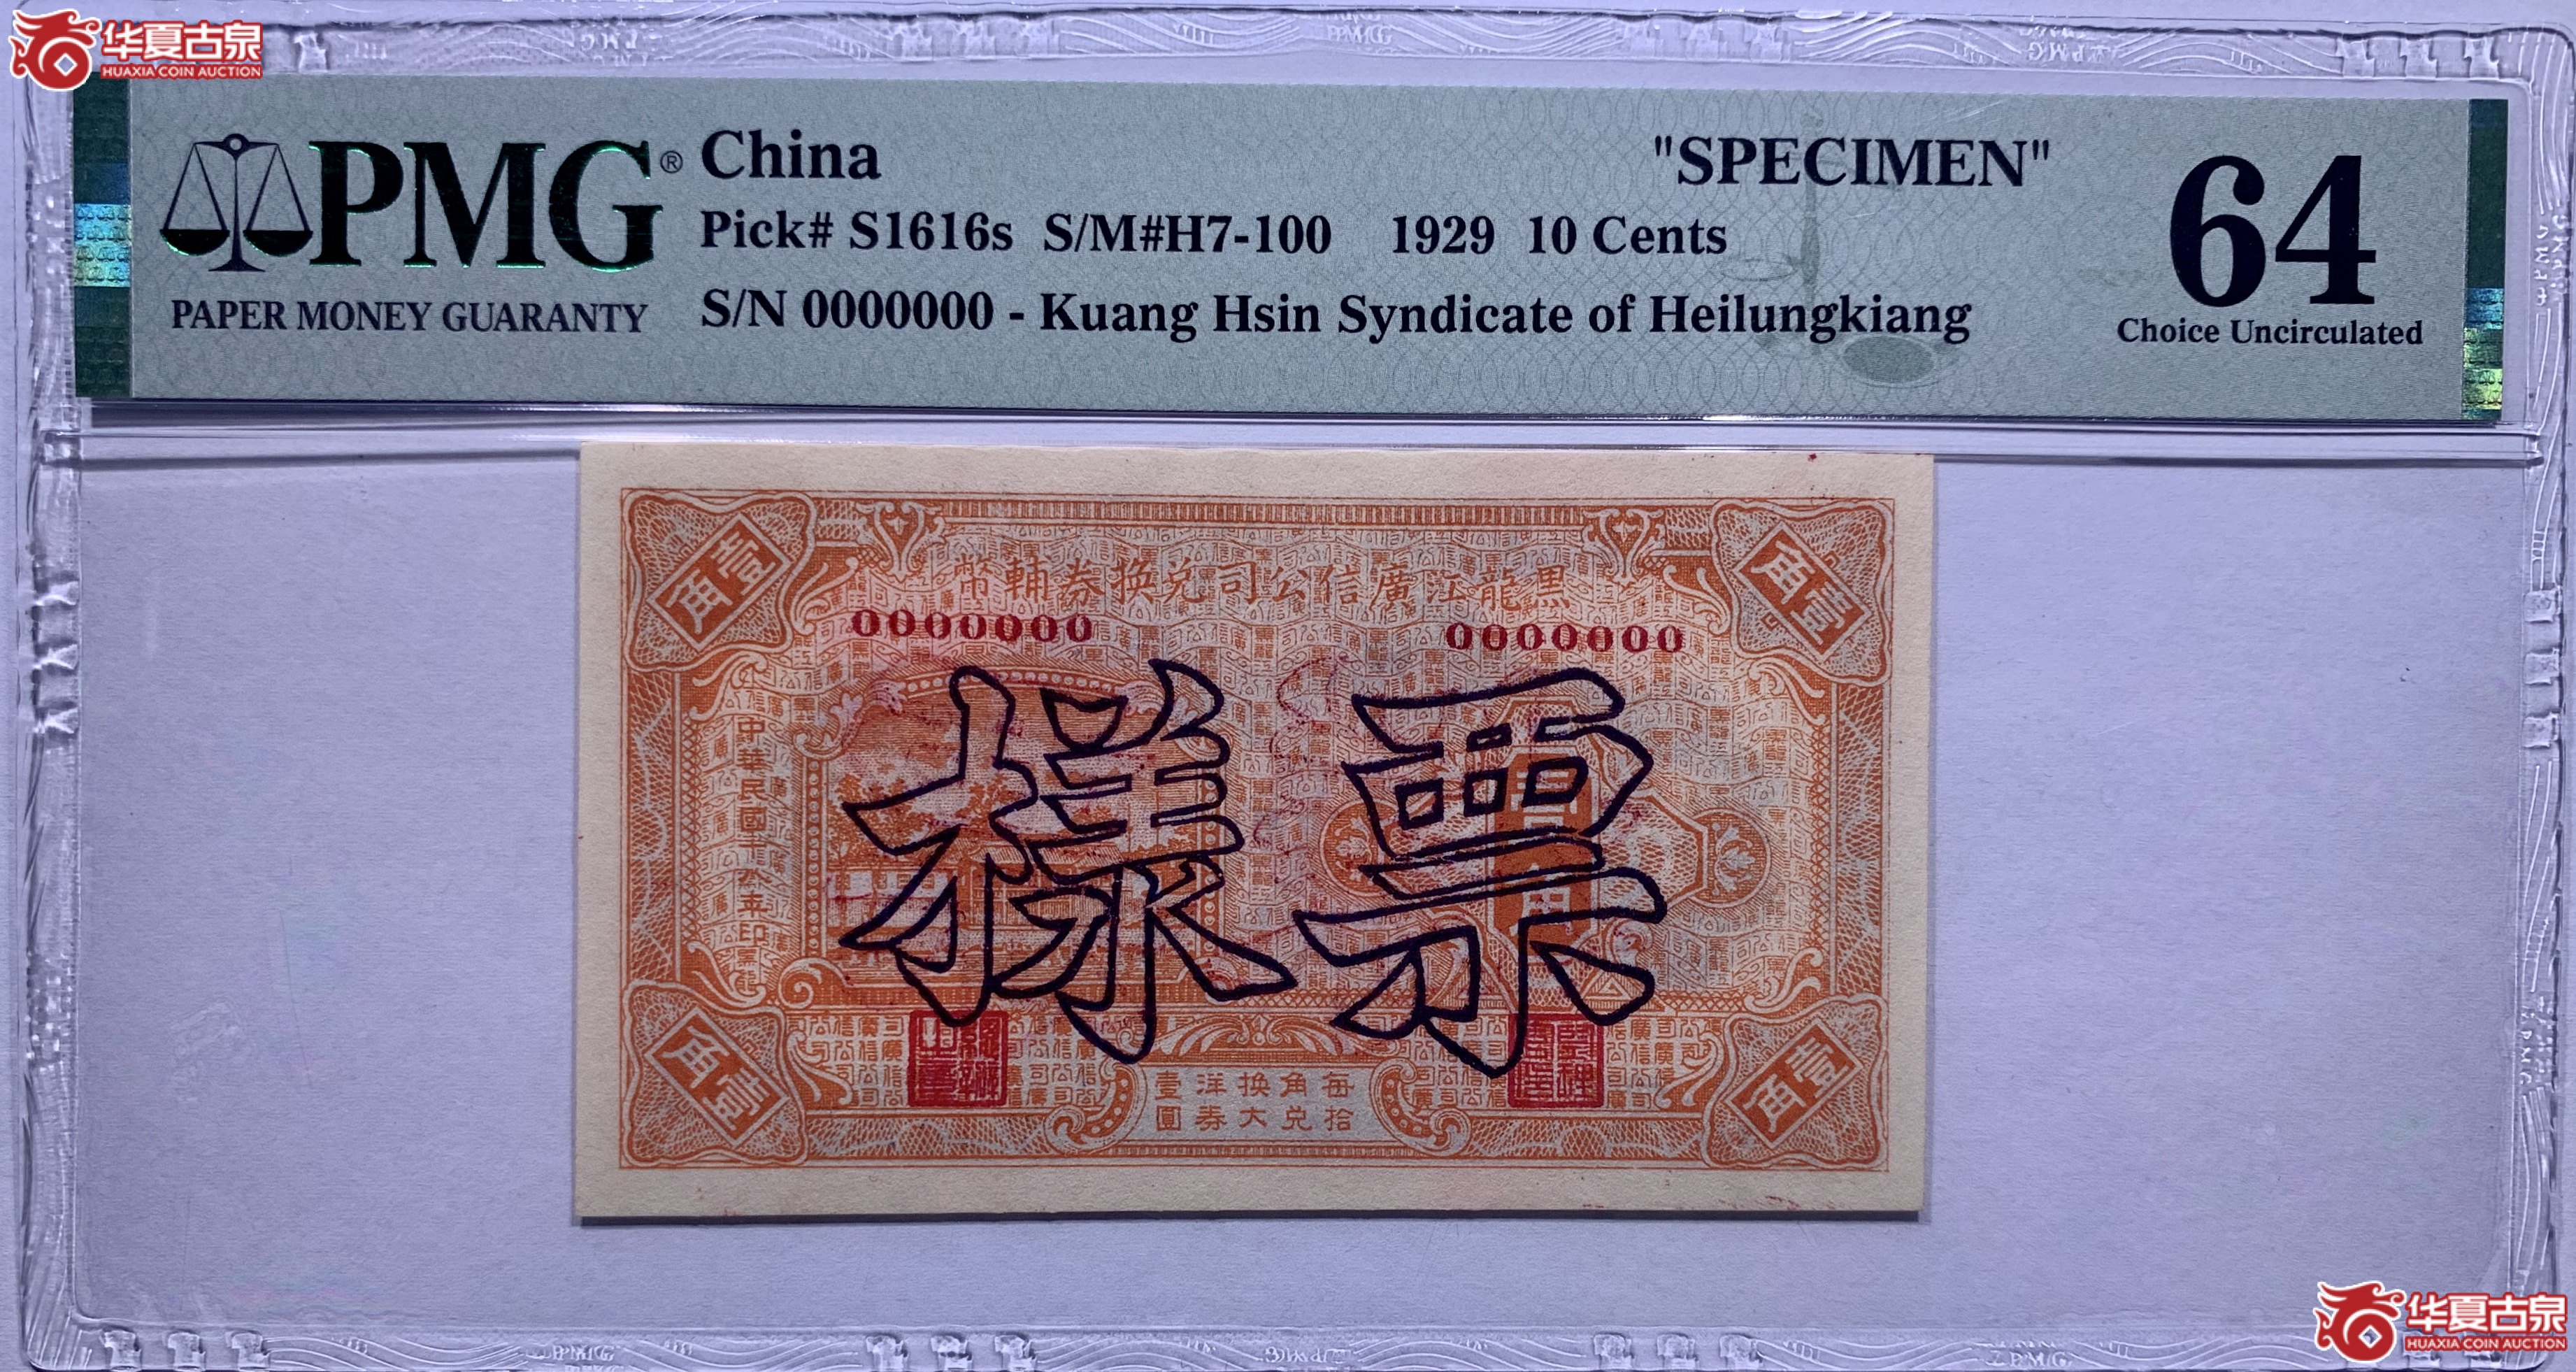 华夏古泉
HUAXIA COIN AUCTION
PMG®
PAPER MONEY GUARANTY
China
"SPECIMEN"
Pick# S1616s S/M#H7-100 1929 10 Cents
S/N 0000000 - Kuang Hsin Syndicate of Heilungkiang
64
Choice Uncirculated
角壹
角壹
幣輔券換兌司公信廣江龍黑
0000000
0000000
中華民國十八年印
樣票
壹角
角壹
角壹
壹洋換角每
圓券大兌拾
华夏古泉
HUAXIA COIN AUCTION